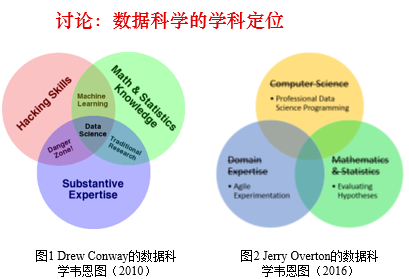 讨论：数据科学的学科定位
Hacking Skills
Math & Statistics
Knowledge
Machine
Learning
Data
Science
Danger
Zone!
Traditional
Research
Substantive
Expertise
图1 Drew Conway的数据科
学韦恩图（2010）
Computer Science
• Professional Data
Science Programming
Domain
Expertise
• Agile
Experimentation
Mathematics
& Statistics
• Evaluating
Hypotheses
图2 Jerry Overton的数据科
学韦恩图（2016）